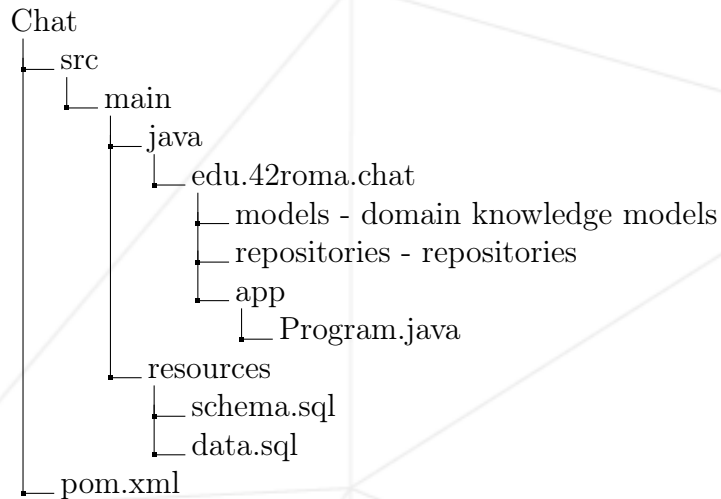 Chat
src
main
java
edu.42roma.chat
models - domain knowledge models
repositories - repositories
app
Program.java
resources
schema.sql
data.sql
pom.xml